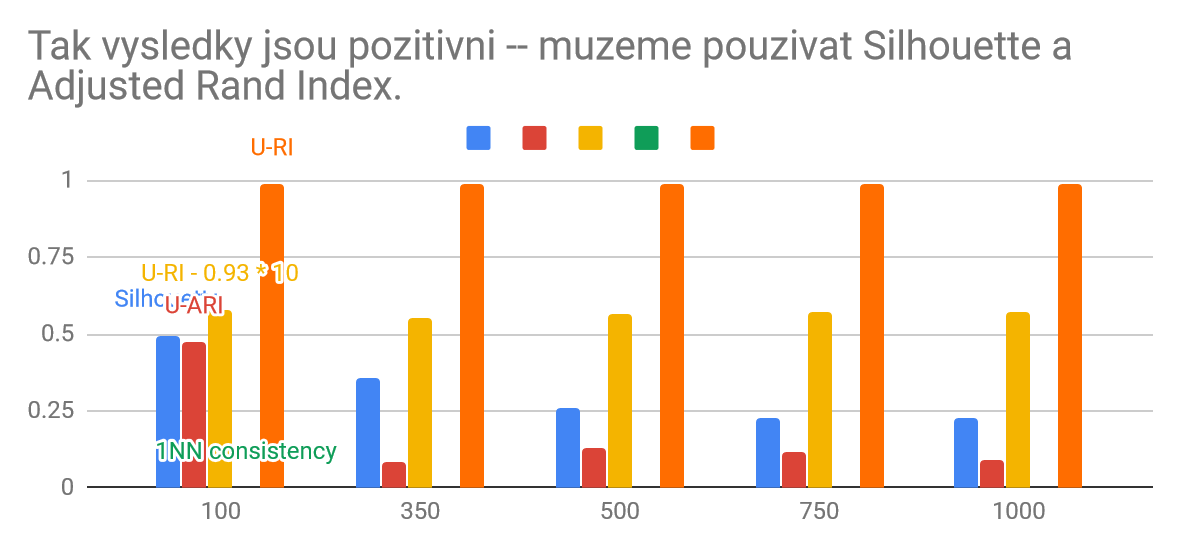 Tak vysledky jsou pozitivni -- muzeme pouzivat Silhouette a
Adjusted Rand Index.
U-RI
1
0.75
U-RI - 0.93 * 10
U-ARI
0.5
0.25
1NN consistency
0
100 350 500 750 1000